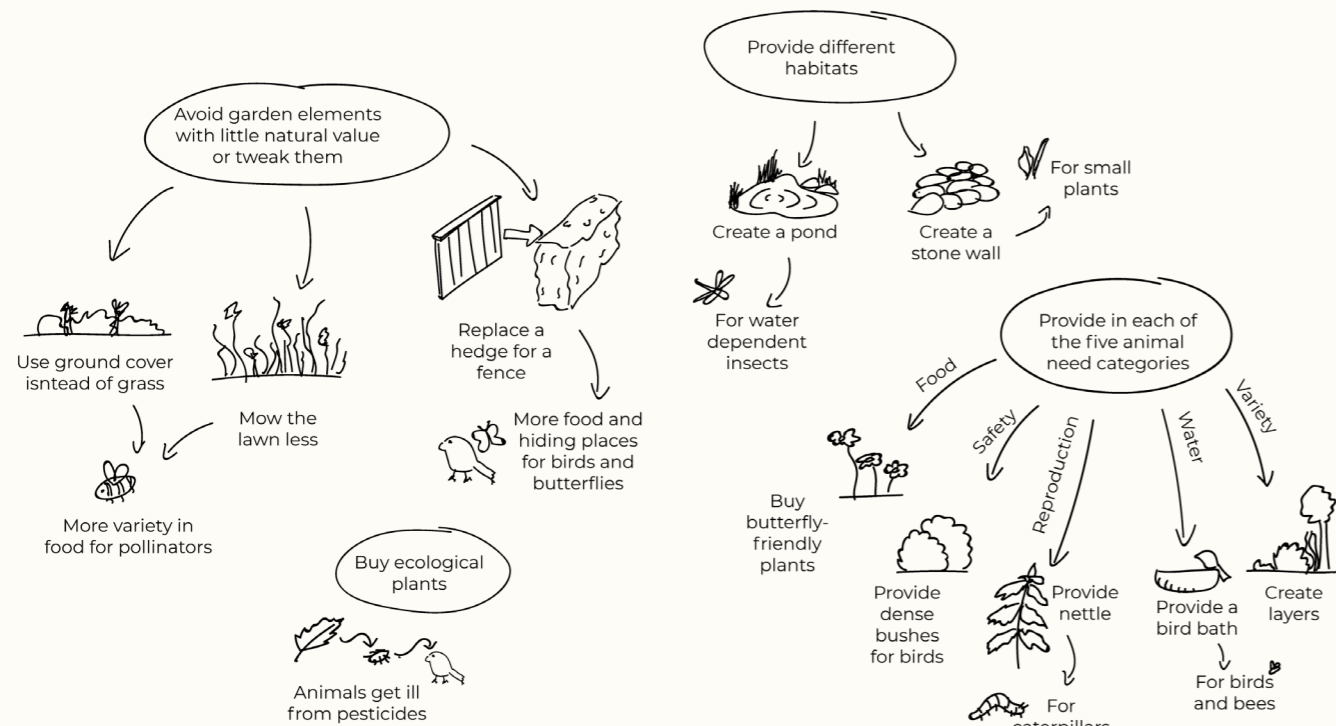 Avoid garden elements
with little natural value
or tweak them
Use ground cover
isntead of grass
Mow the
lawn less
More variety in
food for pollinators
Replace a
hedge for a
fence
More food and
hiding places
for birds and
butterflies
Buy ecological
plants
Animals get ill
from pesticides
Provide different
habitats
Create a pond
For water
dependent
insects
Create a
stone wall
For small
plants
Provide in each of
the five animal
need categories
Food
Buy
butterfly-
friendly
plants
Safety
Provide
dense
bushes
for birds
Reproduction
Provide
nettle
For
caterpillars
Water
Provide a
bird bath
For birds
and bees
Variety
Create
layers